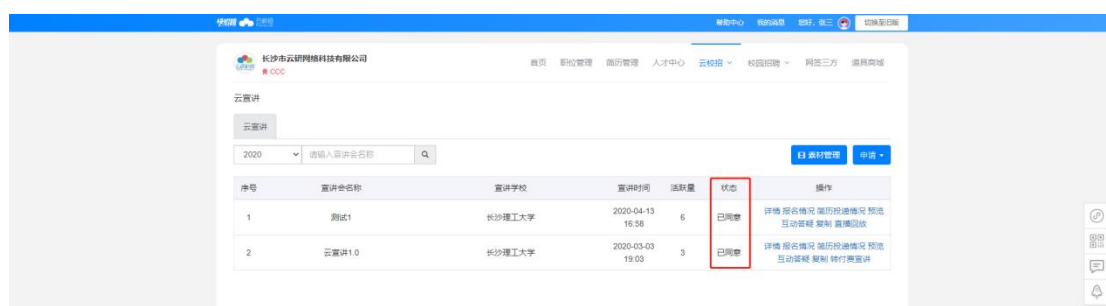 帮助中心 我的消息 您好，张三 切换至旧版
长沙市云研网络科技有限公司
CCC
首页 职位管理 简历管理 人才中心 云校招 校园招聘 网签三方 道具商城
云宣讲
云宣讲
2020 请输入宣讲会名称 素材管理 申请
序号 宣讲会名称 宣讲学校 宣讲时间 活跃量 状态 操作
1 测试1 长沙理工大学 2020-04-13 16:58 6 已同意 详情 报名情况 简历投递情况 预览
互动答疑 复制 直播回放
2 云宣讲1.0 长沙理工大学 2020-03-03 19:03 3 已同意 详情 报名情况 简历投递情况 预览
互动答疑 复制 转付费宣讲